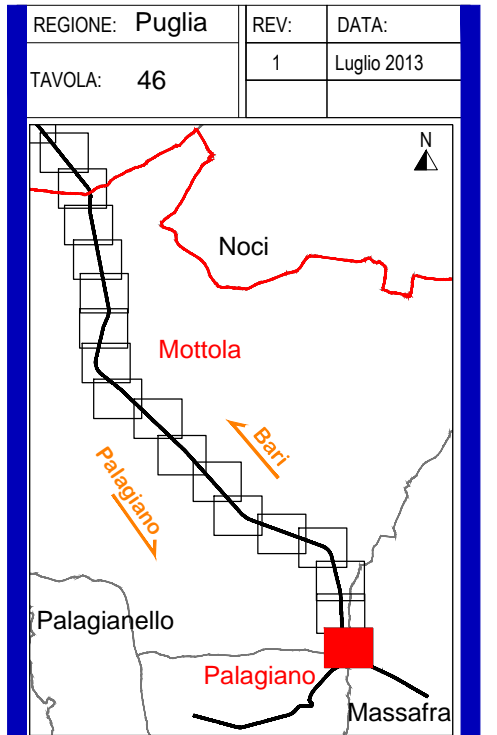 REGIONE: Puglia
REV:
DATA:
1
Luglio 2013
TAVOLA: 46
N
Noci
Mottola
Bari
Palagiano
Palagianello
Palagiano
Massafra